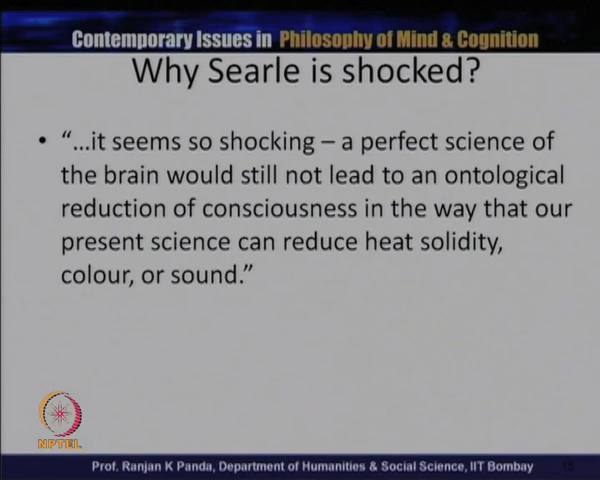 Contemporary Issues in Philosophy of Mind & Cognition
Why Searle is shocked?
• “…it seems so shocking – a perfect science of
the brain would still not lead to an ontological
reduction of consciousness in the way that our
present science can reduce heat solidity,
colour, or sound.”
NPTEL
Prof. Ranjan K Panda, Department of Humanities & Social Science, IIT Bombay
15